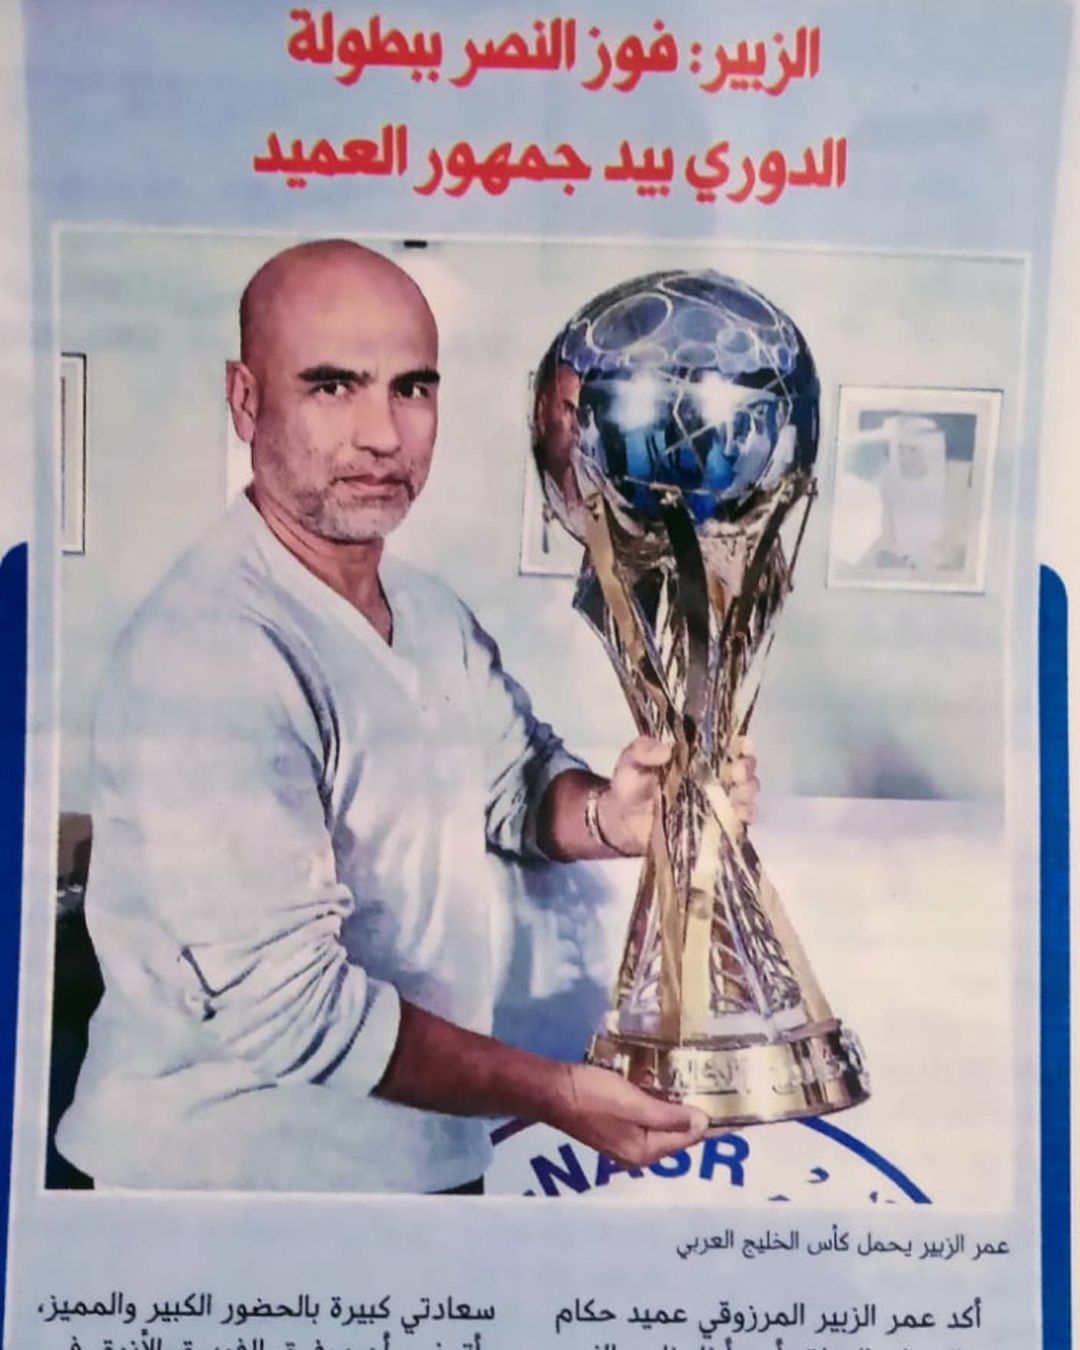 الزبير: فوز النصر ببطولة
الدوري بيد جمهور العميد
NASR
عمر الزبير يحمل كأس الخليج العربي
أكد عمر الزبير المرزوقي عميد حكام
سعادتي كبيرة بالحضور الكبير والمميز،